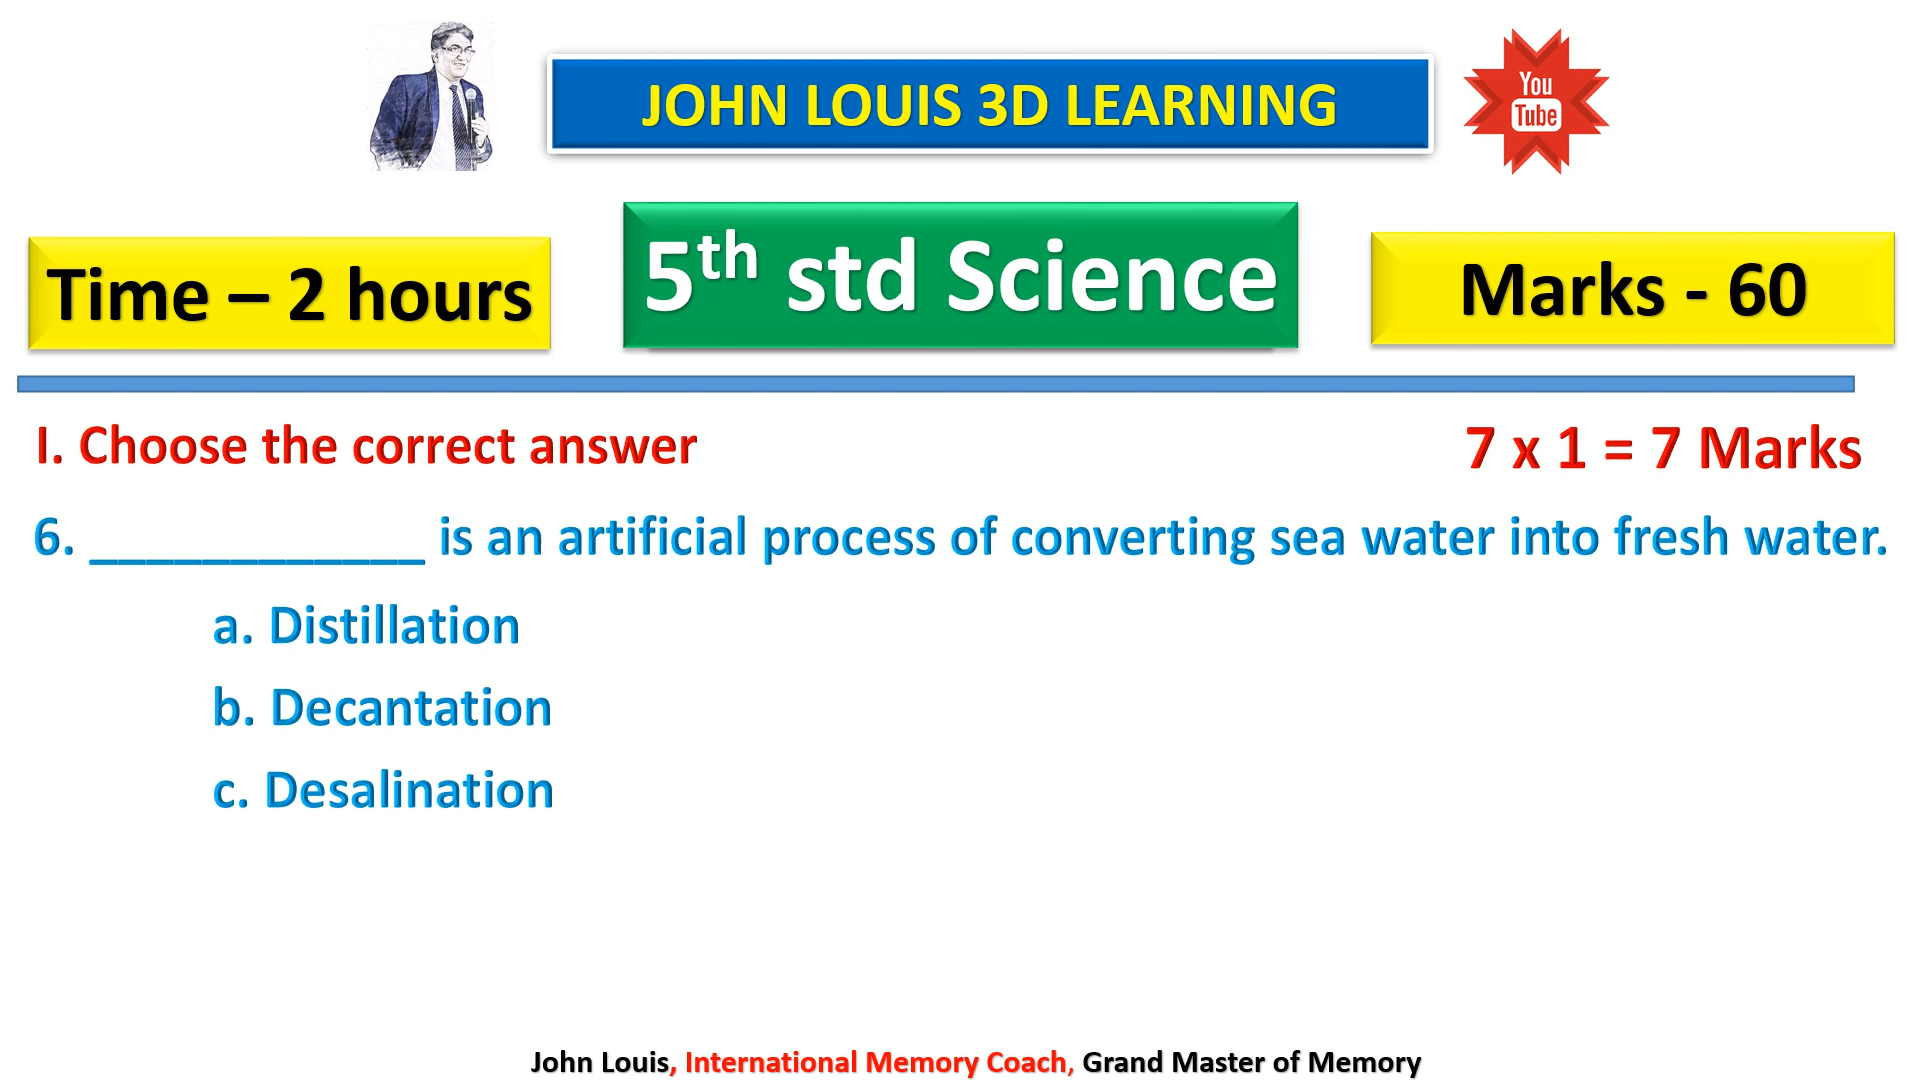 JOHN LOUIS 3D LEARNING
You
Tube
Time – 2 hours
5th std Science
Marks - 60
I. Choose the correct answer
7 x 1 = 7 Marks
6. ____________ is an artificial process of converting sea water into fresh water.
a. Distillation
b. Decantation
c. Desalination
John Louis, International Memory Coach, Grand Master of Memory